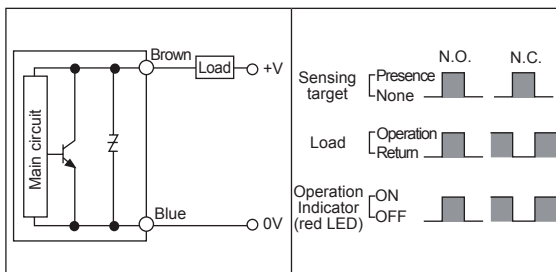 Brown
Load
+V
Main circuit
Blue
0V
N.O.
N.C.
Sensing
target
Presence
None
Load
Operation
Return
Operation
Indicator
(red LED)
ON
OFF